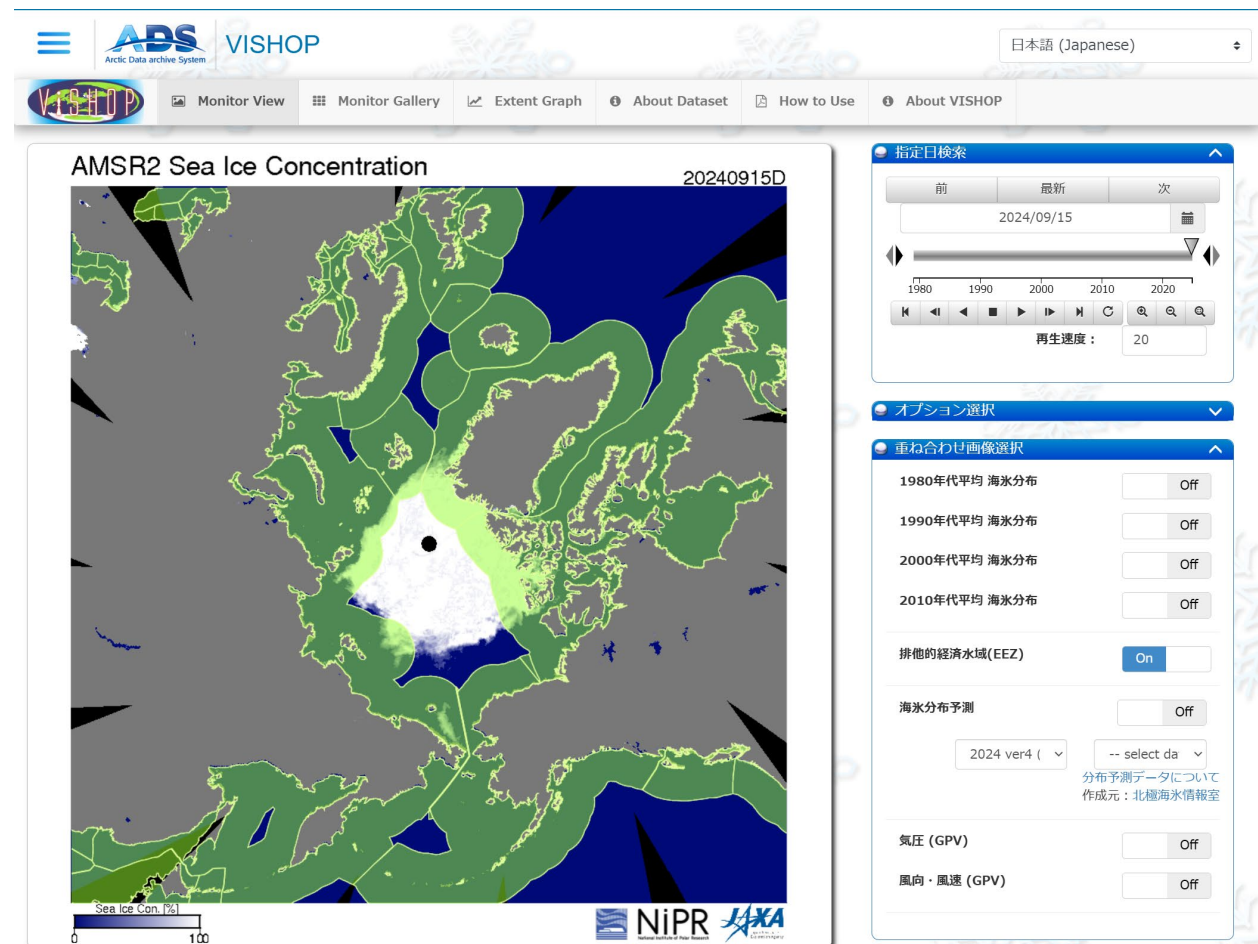 ADS
Arctic Data archive System
VISHOP
日本語 (Japanese)
VISHOP
Monitor View
Monitor Gallery
Extent Graph
About Dataset
How to Use
About VISHOP
AMSR2 Sea Ice Concentration
20240915D
Sea Ice Con. [%]
0 100
NiPR
National Institute of Polar Research
JAXA
指定日検索
前 最新 次
2024/09/15
1980 1990 2000 2010 2020
再生速度: 20
オプション選択
重ね合わせ画像選択
1980年代平均 海氷分布 Off
1990年代平均 海氷分布 Off
2000年代平均 海氷分布 Off
2010年代平均 海氷分布 Off
排他的経済水域(EEZ) On
海氷分布予測 Off
2024 ver4 ( -- select da
分布予測データについて
作成元：北極海氷情報室
気圧 (GPV) Off
風向・風速 (GPV) Off